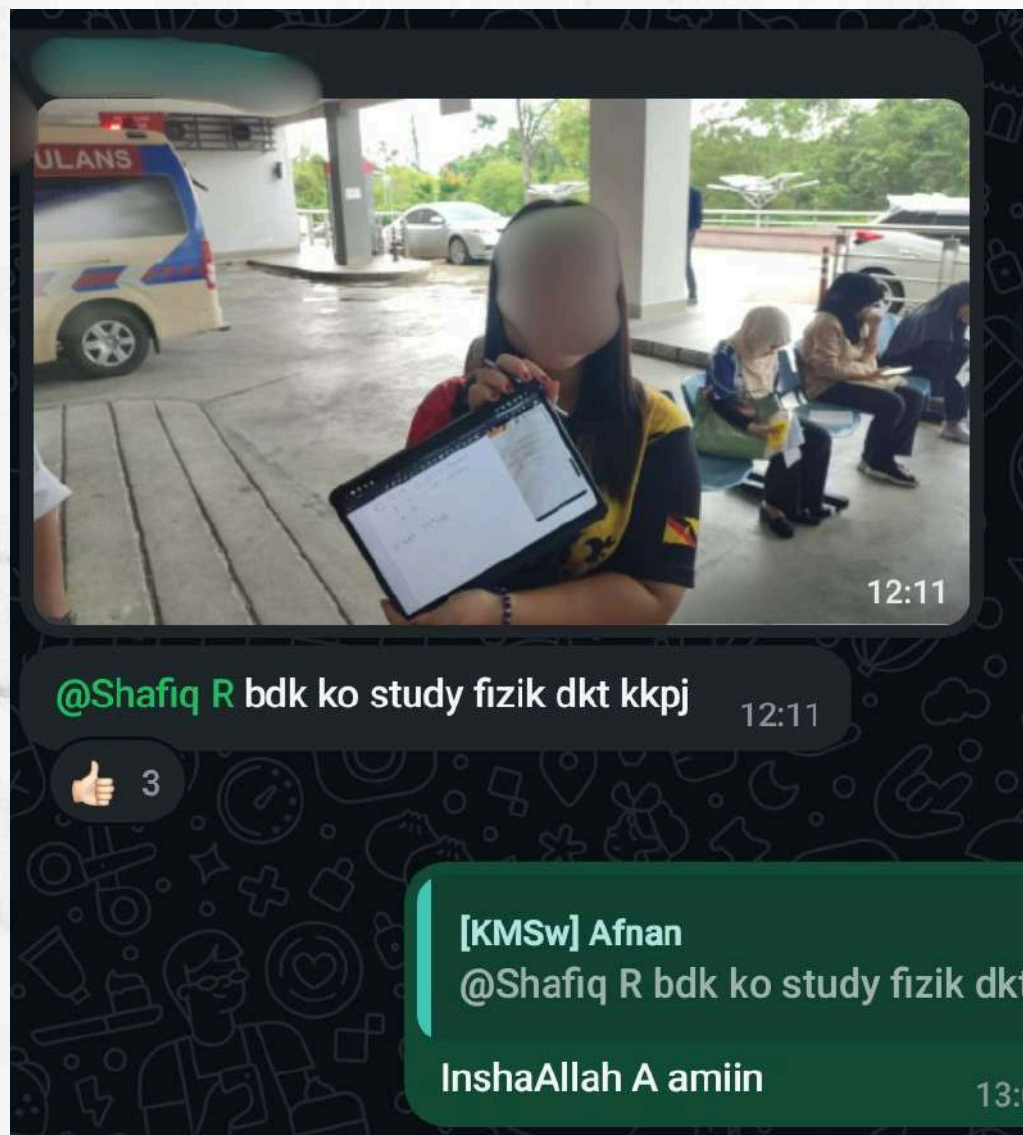 ULANS
12:11
@Shafiq R bdk ko study fizik dkt kkpj
12:11
3
[KMSw] Afnan
@Shafiq R bdk ko study fizik dkt
InshaAllah A amiin
13: